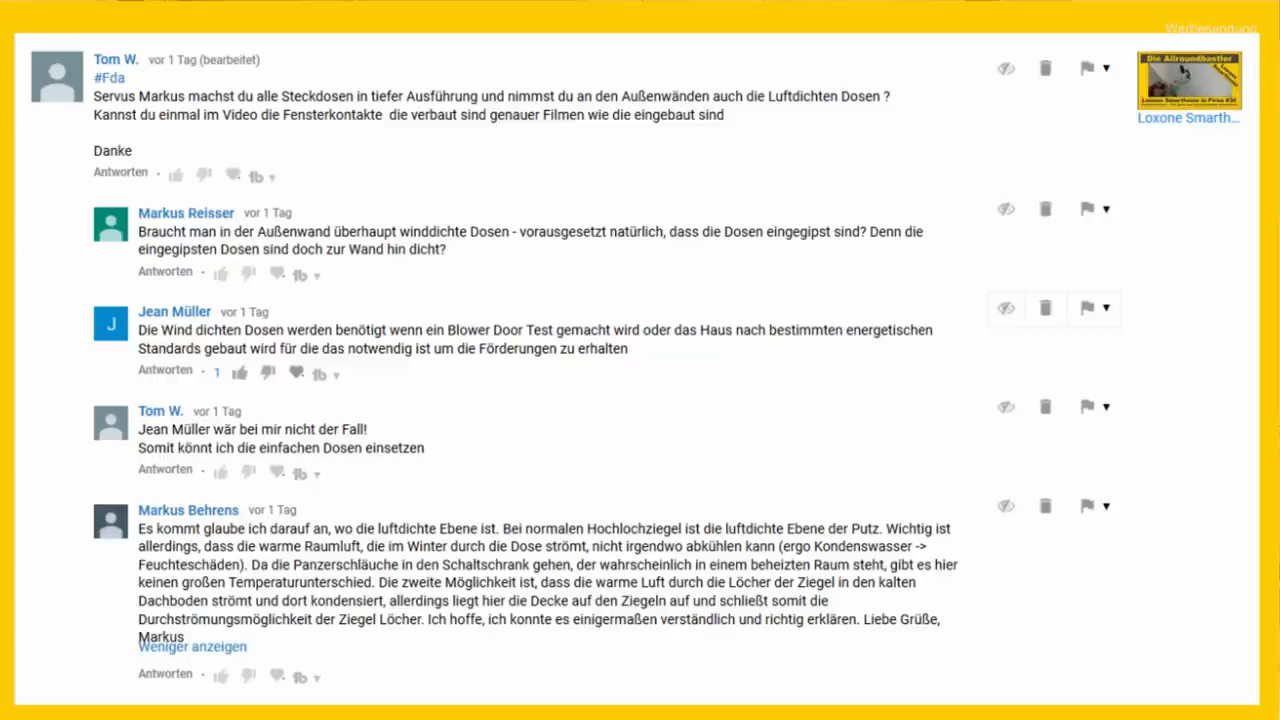 Werbesendung
Tom W. vor 1 Tag (bearbeitet)
#Fda
Servus Markus machst du alle Steckdosen in tiefer Ausführung und nimmst du an den Außenwänden auch die Luftdichten Dosen ?
Kannst du einmal im Video die Fensterkontakte die verbaut sind genauer Filmen wie die eingebaut sind
Danke
Antworten
Die Allroundbastler
Loxone Smarthome
Loxone Smarthome in Pirna #30
Loxone Smarth...
Markus Reisser vor 1 Tag
Braucht man in der Außenwand überhaupt winddichte Dosen - vorausgesetzt natürlich, dass die Dosen eingegipst sind? Denn die
eingegipsten Dosen sind doch zur Wand hin dicht?
Antworten
Jean Müller vor 1 Tag
Die Wind dichten Dosen werden benötigt wenn ein Blower Door Test gemacht wird oder das Haus nach bestimmten energetischen
Standards gebaut wird für die das notwendig ist um die Förderungen zu erhalten
Antworten 1
Tom W. vor 1 Tag
Jean Müller wär bei mir nicht der Fall!
Somit könnt ich die einfachen Dosen einsetzen
Antworten
Markus Behrens vor 1 Tag
Es kommt glaube ich darauf an, wo die luftdichte Ebene ist. Bei normalen Hochlochziegel ist die luftdichte Ebene der Putz. Wichtig ist
allerdings, dass die warme Raumluft, die im Winter durch die Dose strömt, nicht irgendwo abkühlen kann (ergo Kondenswasser ->
Feuchteschäden). Da die Panzerschläuche in den Schaltschrank gehen, der wahrscheinlich in einem beheizten Raum steht, gibt es hier
keinen großen Temperaturunterschied. Die zweite Möglichkeit ist, dass die warme Luft durch die Löcher der Ziegel in den kalten
Dachboden strömt und dort kondensiert, allerdings liegt hier die Decke auf den Ziegeln auf und schließt somit die
Durchströmungsmöglichkeit der Ziegel Löcher. Ich hoffe, ich konnte es einigermaßen verständlich und richtig erklären. Liebe Grüße,
Markus
Weniger anzeigen
Antworten